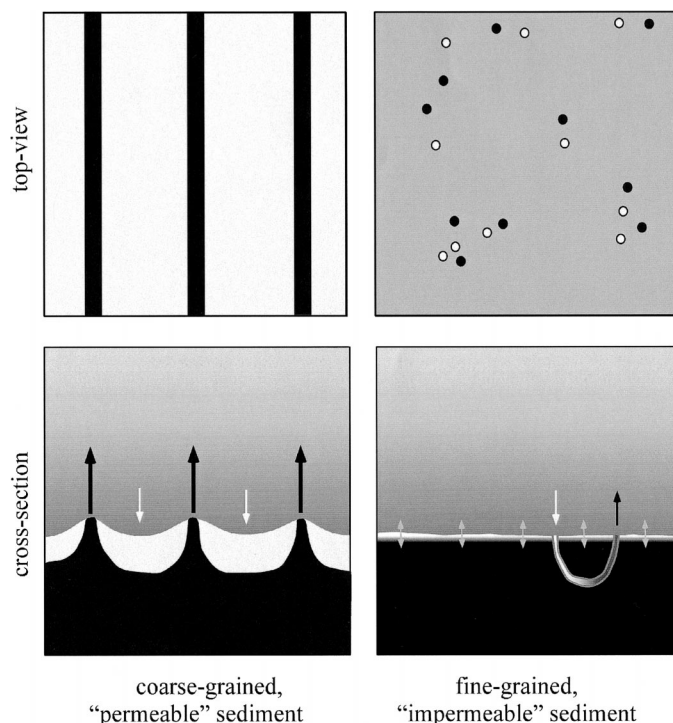 top-view
cross-section
coarse-grained,
“permeable” sediment
fine-grained,
“impermeable” sediment